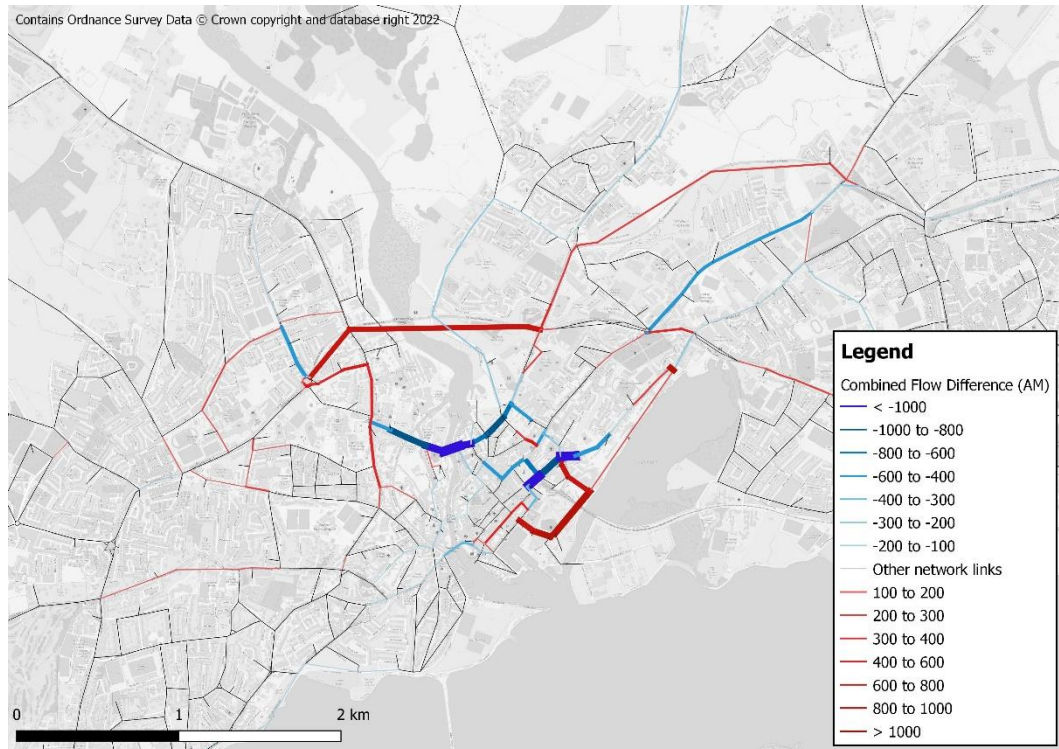 Contains Ordnance Survey Data © Crown copyright and database right 2022
Legend
Combined Flow Difference (AM)
< -1000
-1000 to -800
-800 to -600
-600 to -400
-400 to -300
-300 to -200
-200 to -100
Other network links
100 to 200
200 to 300
300 to 400
400 to 600
600 to 800
800 to 1000
> 1000
0 1 2 km